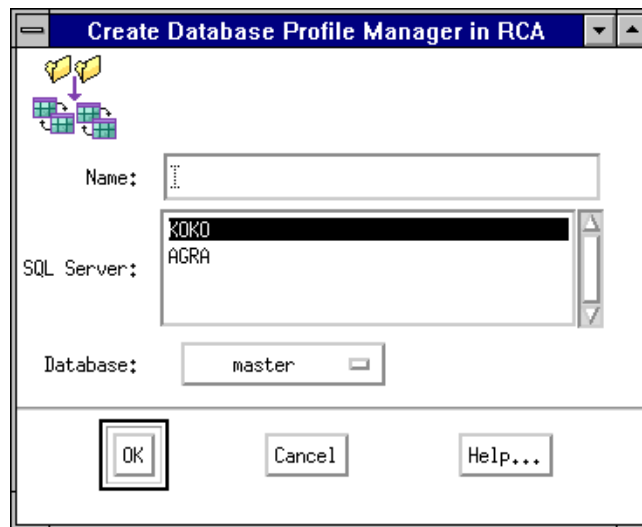 Create Database Profile Manager in RCA
Name:
KOKO
AGRA
SQL Server:
Database:
master
OK
Cancel
Help...